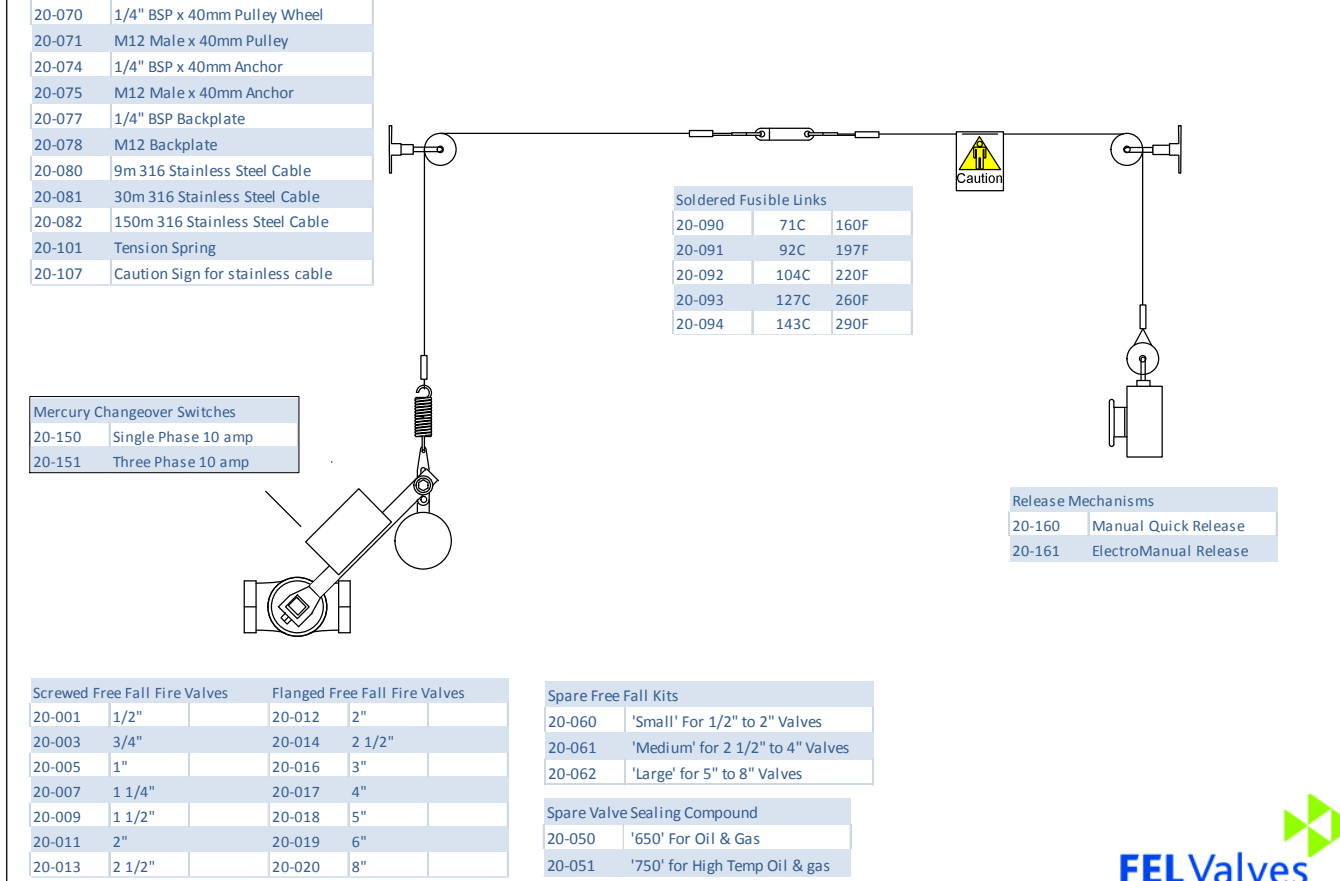 20-070 1/4" BSP x 40mm Pulley Wheel
20-071 M12 Male x 40mm Pulley
20-074 1/4" BSP x 40mm Anchor
20-075 M12 Male x 40mm Anchor
20-077 1/4" BSP Backplate
20-078 M12 Backplate
20-080 9m 316 Stainless Steel Cable
20-081 30m 316 Stainless Steel Cable
20-082 150m 316 Stainless Steel Cable
20-101 Tension Spring
20-107 Caution Sign for stainless cable
Caution
Soldered Fusible Links
20-090 71C 160F
20-091 92C 197F
20-092 104C 220F
20-093 127C 260F
20-094 143C 290F
Mercury Changeover Switches
20-150 Single Phase 10 amp
20-151 Three Phase 10 amp
Release Mechanisms
20-160 Manual Quick Release
20-161 ElectroManual Release
Screwed Free Fall Fire Valves Flanged Free Fall Fire Valves
20-001 1/2" 20-012 2"
20-003 3/4" 20-014 2 1/2"
20-005 1" 20-016 3"
20-007 1 1/4" 20-017 4"
20-009 1 1/2" 20-018 5"
20-011 2" 20-019 6"
20-013 2 1/2" 20-020 8"
Spare Free Fall Kits
20-060 'Small' For 1/2" to 2" Valves
20-061 'Medium' for 2 1/2" to 4" Valves
20-062 'Large' for 5" to 8" Valves
Spare Valve Sealing Compound
20-050 '650' For Oil & Gas
20-051 '750' for High Temp Oil & gas
FELValves